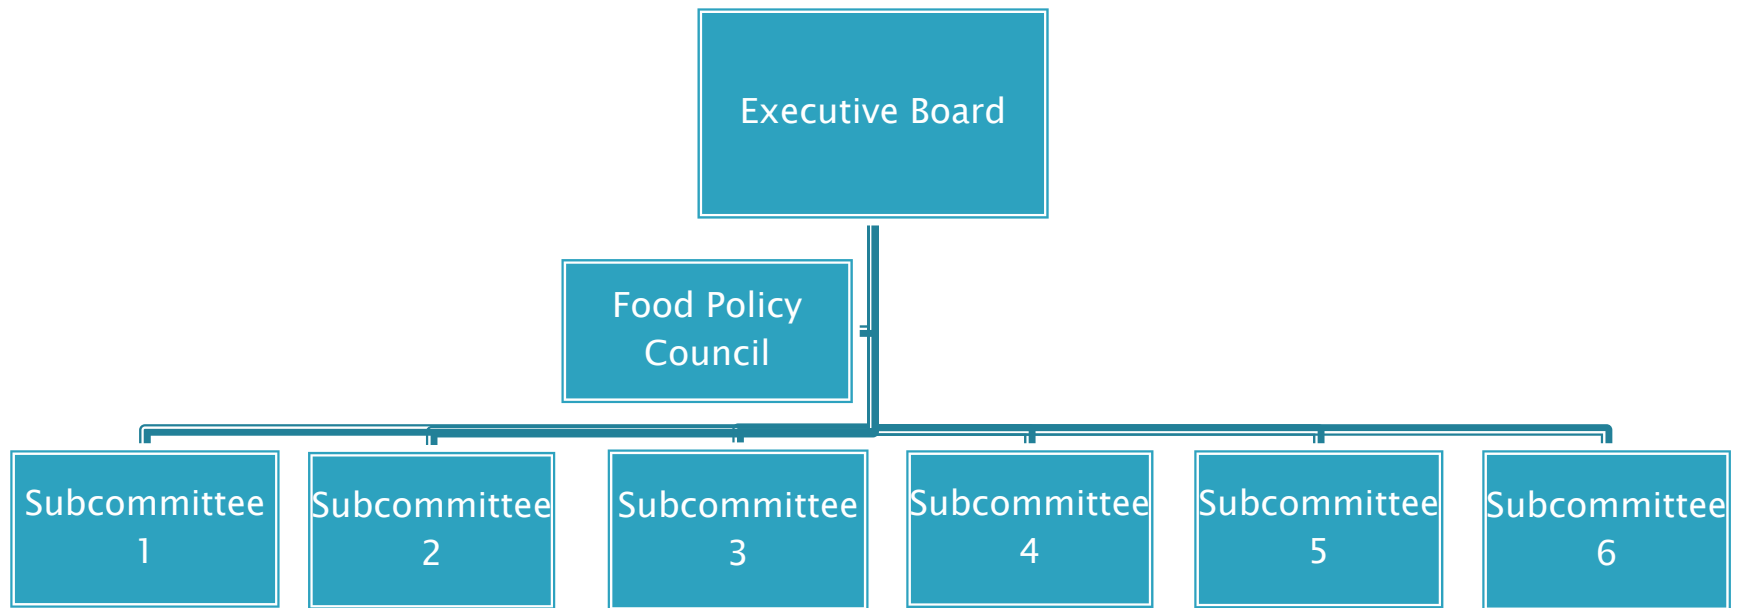 Executive Board
Food Policy
Council
Subcommittee
1
Subcommittee
2
Subcommittee
3
Subcommittee
4
Subcommittee
5
Subcommittee
6